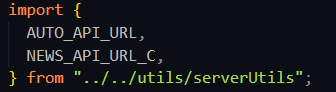 import {
  AUTO_API_URL,
  NEWS_API_URL_C,
} from "../../utils/serverUtils";